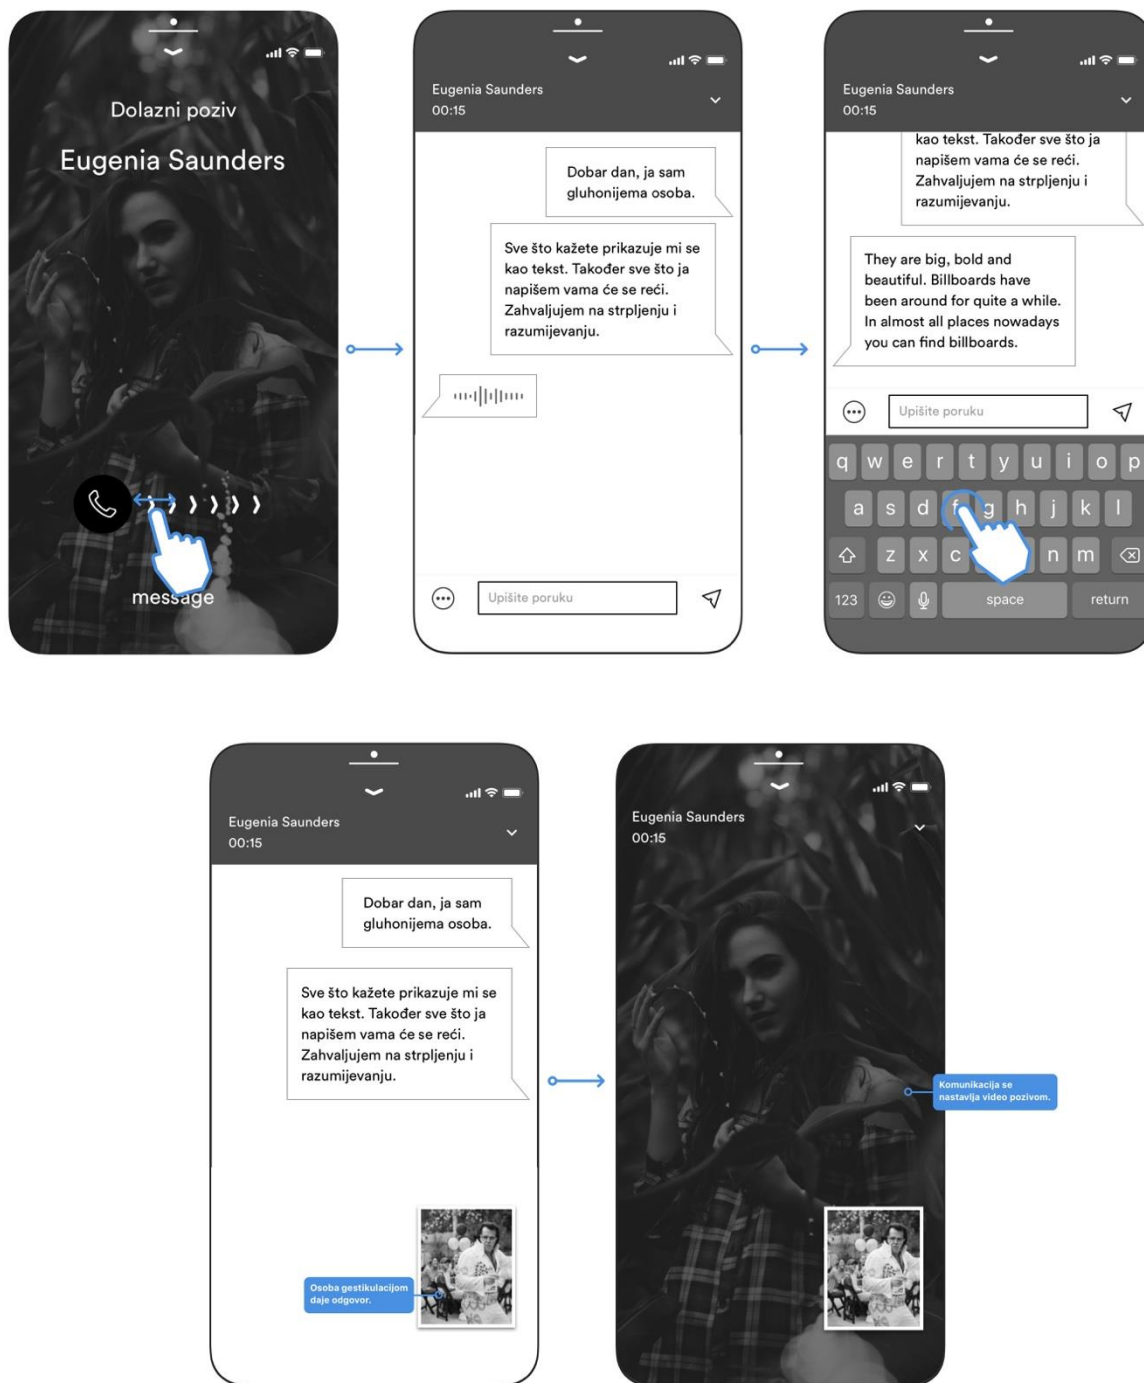 Dolazni poziv
Eugenia Saunders
message
Eugenia Saunders
00:15
Dobar dan, ja sam
gluhonijema osoba.
Sve što kažete prikazuje mi se
kao tekst. Također sve što ja
napišem vama će se reći.
Zahvaljujem na strpljenju i
razumijevanju.
Upišite poruku
Eugenia Saunders
00:15
kao tekst. Također sve što ja
napišem vama će se reći.
Zahvaljujem na strpljenju i
razumijevanju.
They are big, bold and
beautiful. Billboards have
been around for quite a while.
In almost all places nowadays
you can find billboards.
Upišite poruku
q w e r t y u i o p
a s d f g h j k l
z x c n m
123 space return
Eugenia Saunders
00:15
Dobar dan, ja sam
gluhonijema osoba.
Sve što kažete prikazuje mi se
kao tekst. Također sve što ja
napišem vama će se reći.
Zahvaljujem na strpljenju i
razumijevanju.
Osoba gestikulacijom
daje odgovor.
Eugenia Saunders
00:15
Komunikacija se
nastavlja video pozivom.